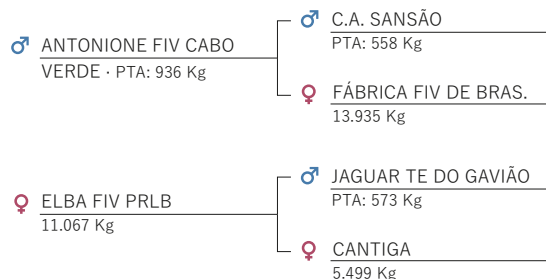 C.A. SANSÃO
PTA: 558 Kg
ANTONIONE FIV CABO
VERDE · PTA: 936 Kg
FÁBRICA FIV DE BRAS.
13.935 Kg
JAGUAR TE DO GAVIÃO
PTA: 573 Kg
ELBA FIV PRLB
11.067 Kg
CANTIGA
5.499 Kg